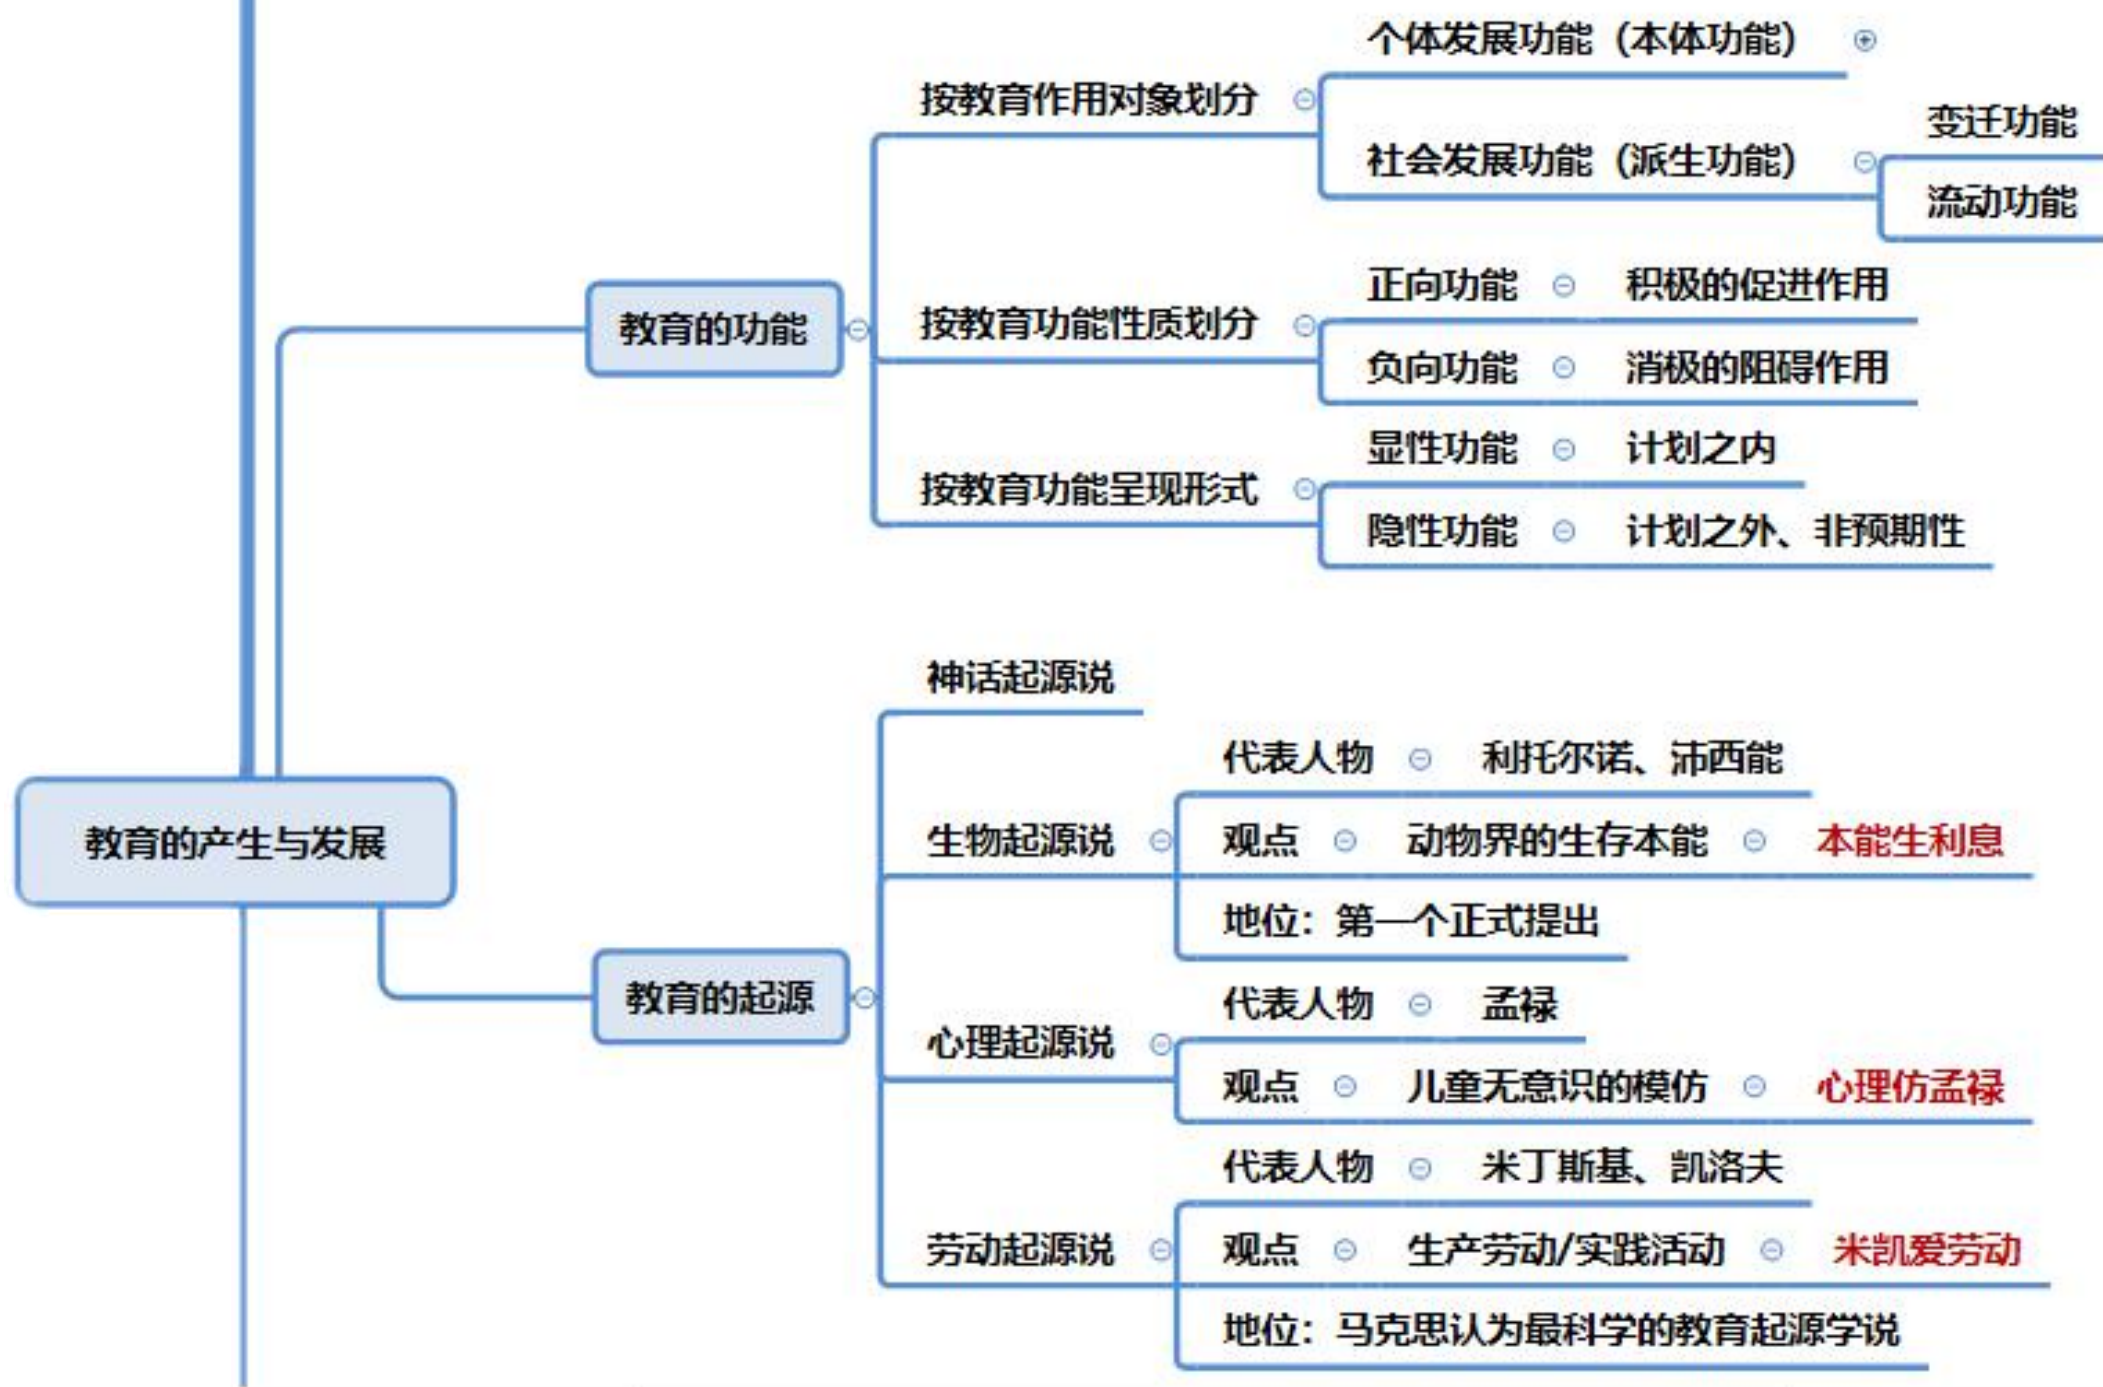 个体发展功能（本体功能）
按教育作用对象划分
变迁功能
社会发展功能（派生功能）
流动功能
正向功能 积极的促进作用
教育的功能
按教育功能性质划分
负向功能 消极的阻碍作用
显性功能 计划之内
按教育功能呈现形式
隐性功能 计划之外、非预期性
神话起源说
代表人物 利托尔诺、沛西能
教育的产生与发展
生物起源说
观点 动物界的生存本能 本能生利息
地位：第一个正式提出
教育的起源
代表人物 孟禄
心理起源说
观点 儿童无意识的模仿 心理仿孟禄
代表人物 米丁斯基、凯洛夫
劳动起源说
观点 生产劳动/实践活动 米凯爱劳动
地位：马克思认为最科学的教育起源学说